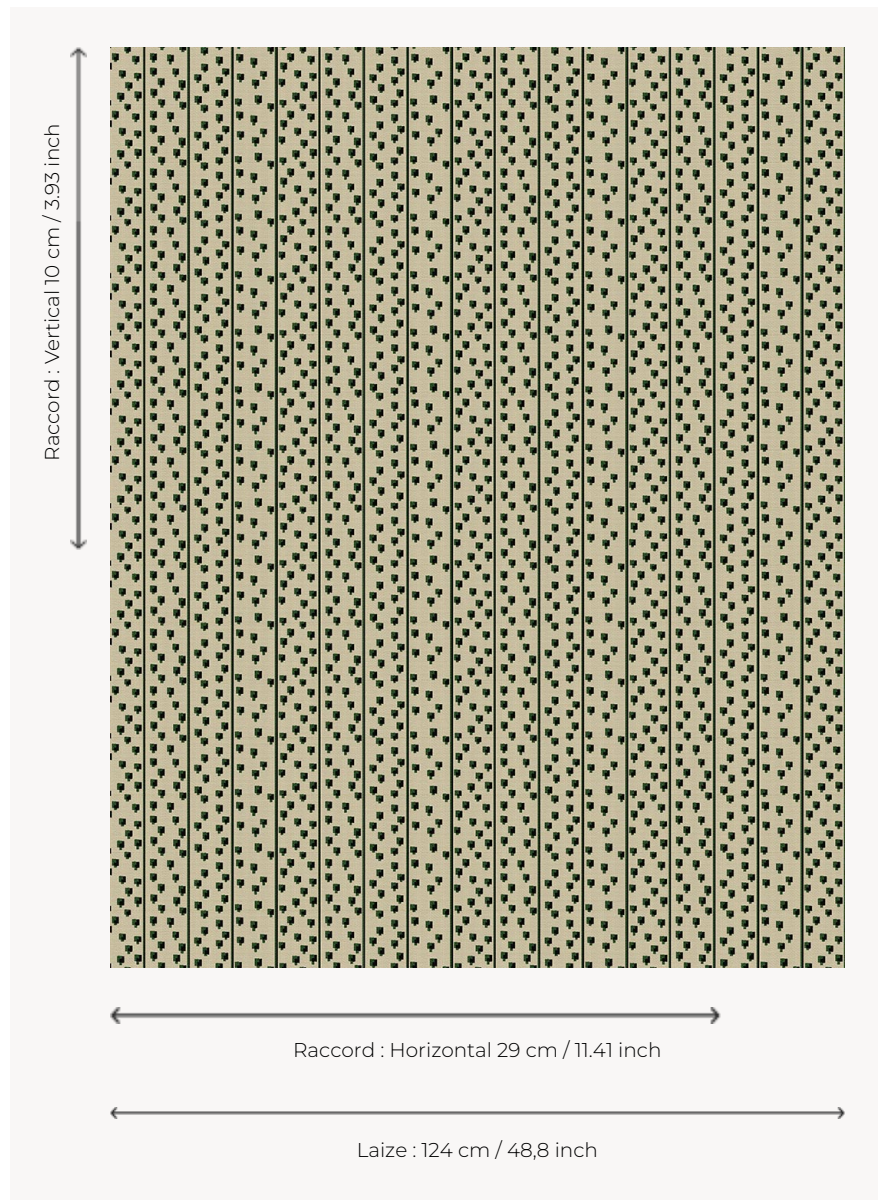 Raccord : Vertical 10 cm / 3.93 inch
Raccord : Horizontal 29 cm / 11.41 inch
Laize : 124 cm / 48,8 inch